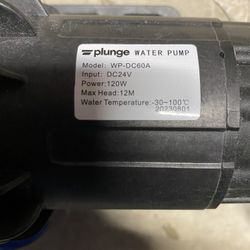 plunge WATER PUMP
Model: WP-DC60A
Input: DC24V
Power:120W
Max Head:12M
Water Temperature:-30~100℃
20230801